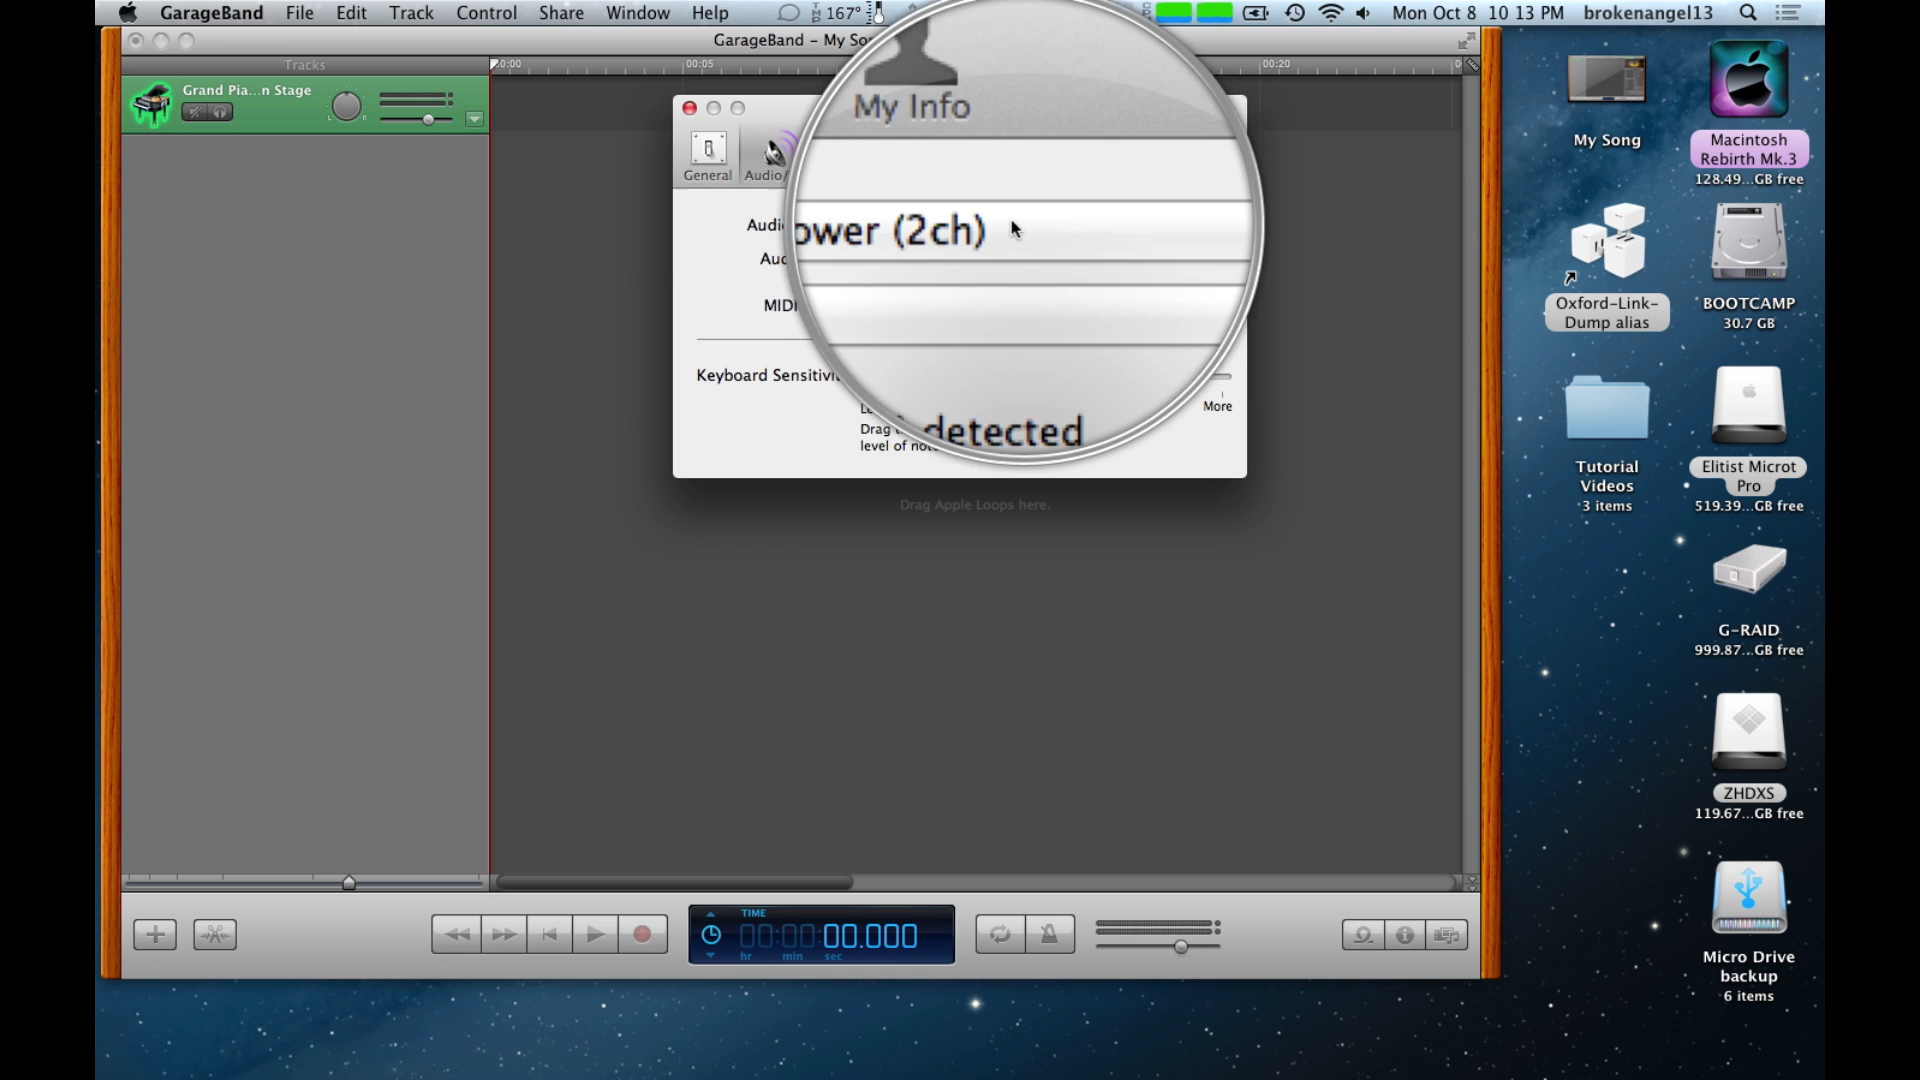 GarageBand File Edit Track Control Share Window Help 167° Mon Oct 8 10 13 PM brokenangel13
GarageBand - My So
Tracks
00:05
00:20
Grand Pia...n Stage
L R
My Info
General
Audio/
ower (2ch)
Audi
Aud
MIDI
Keyboard Sensitivi
More
detected
Drag
level of no
Drag Apple Loops here.
TIME
00:00:00.000
hr min sec
My Song
Macintosh
Rebirth Mk.3
128.49...GB free
Oxford-Link-
Dump alias
BOOTCAMP
30.7 GB
Tutorial
Videos
3 items
Elitist Microt
Pro
519.39...GB free
G-RAID
999.87...GB free
ZHDXS
119.67...GB free
Micro Drive
backup
6 items